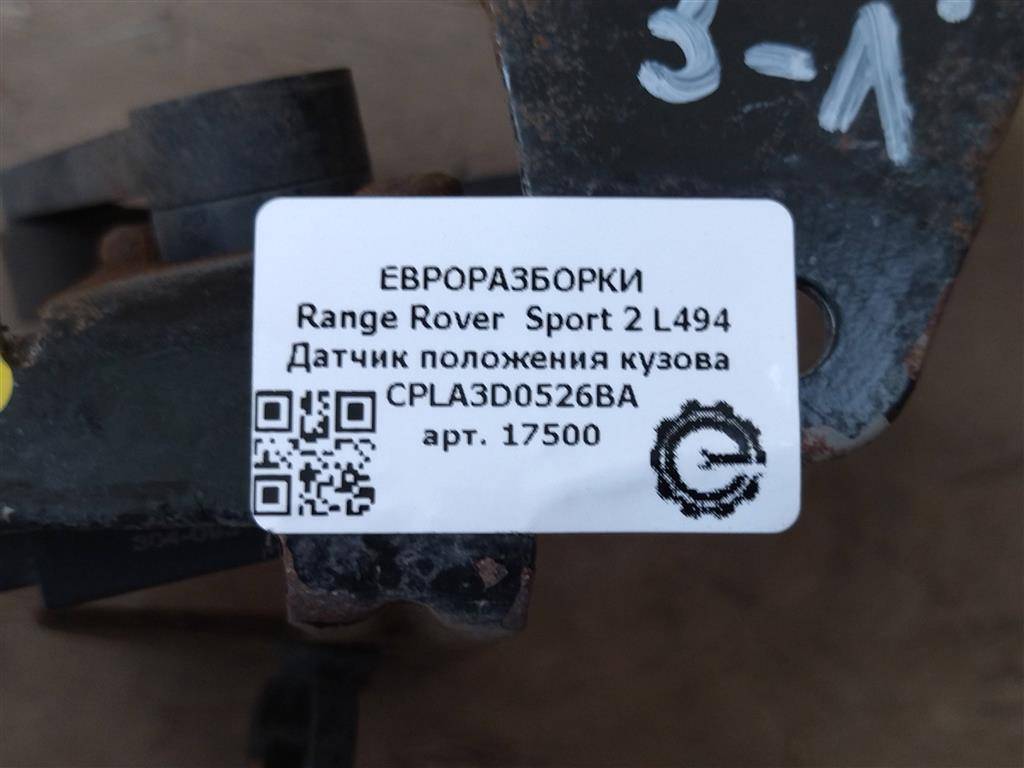 3-1
ЕВРОРАЗБОРКИ
Range Rover Sport 2 L494
Датчик положения кузова
CPLA3D0526BA
арт. 17500